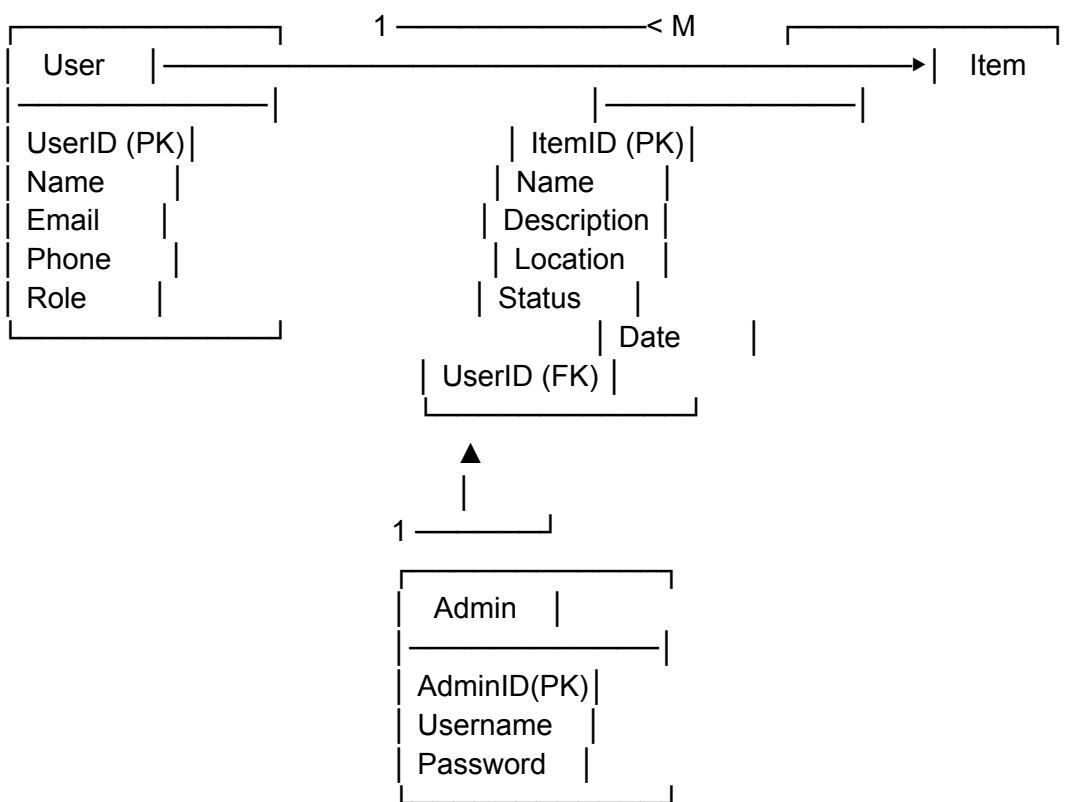 1 < M
User Item
UserID (PK) ItemID (PK)
Name Name
Email Description
Phone Location
Role Status
Date
UserID (FK)
1
Admin
AdminID(PK)
Username
Password